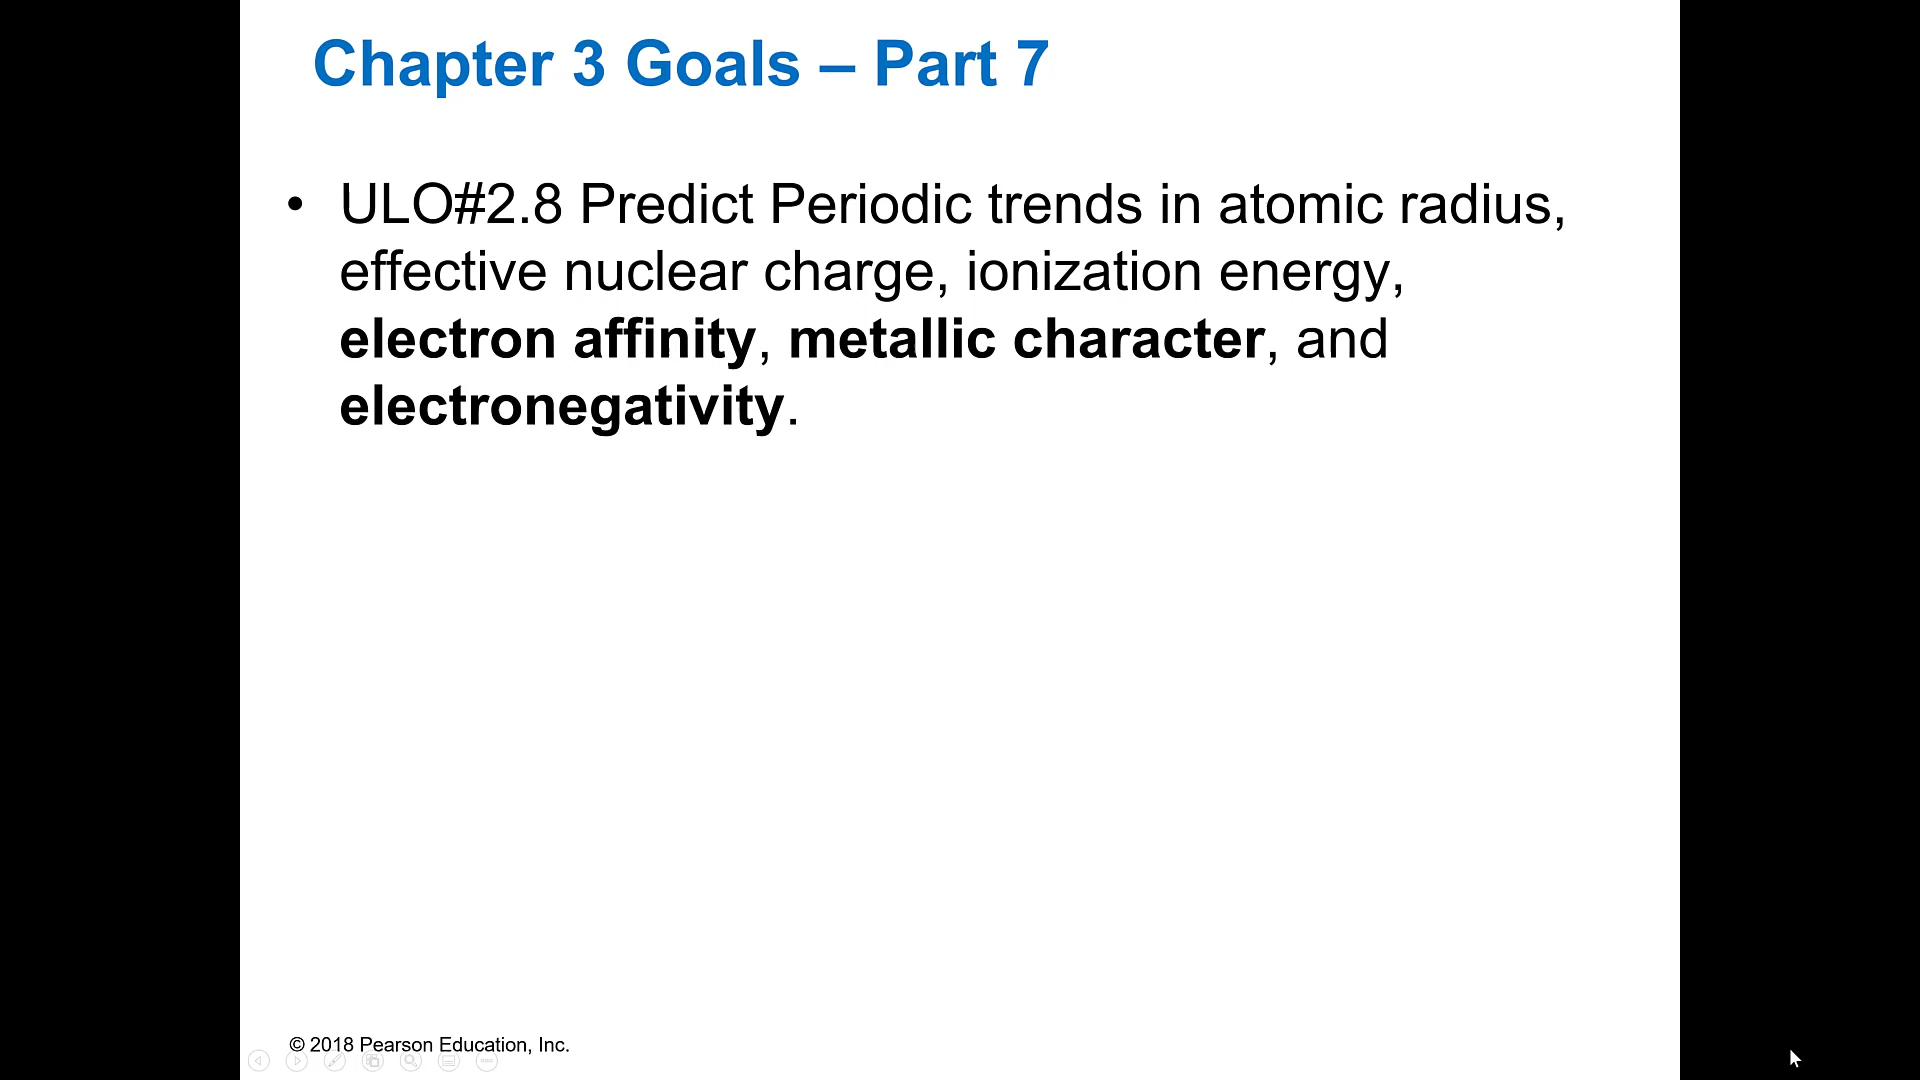 Chapter 3 Goals – Part 7
• ULO#2.8 Predict Periodic trends in atomic radius,
effective nuclear charge, ionization energy,
electron affinity, metallic character, and
electronegativity.
© 2018 Pearson Education, Inc.